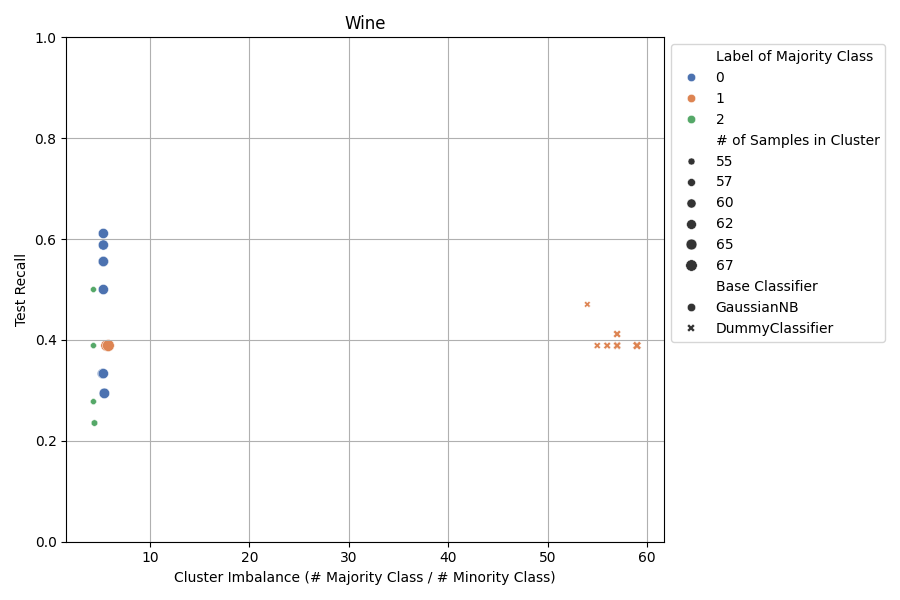 Wine
1.0
0.8
0.6
0.4
0.2
0.0
Test Recall
10
20
30
40
50
60
Cluster Imbalance (# Majority Class / # Minority Class)
Label of Majority Class
0
1
2
# of Samples in Cluster
55
57
60
62
65
67
Base Classifier
GaussianNB
DummyClassifier